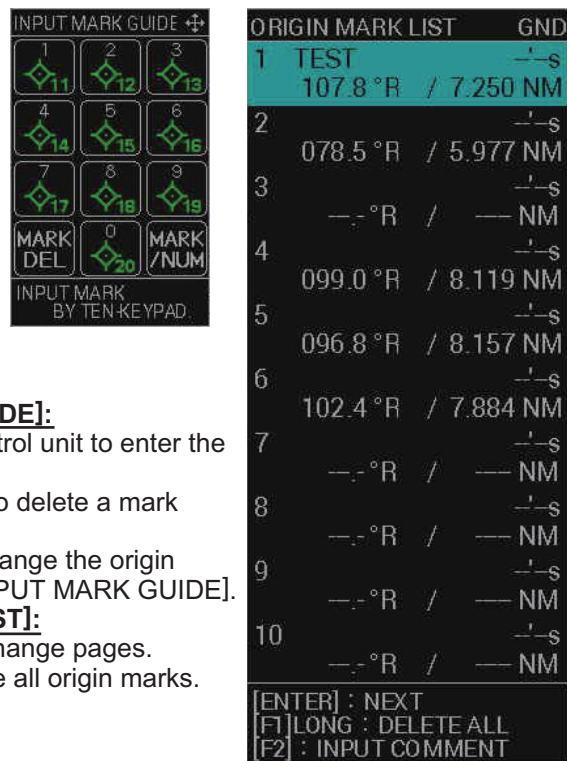 INPUT MARK GUIDE
1 2 3
11 12 13
4 5 6
14 15 16
7 8 9
17 18 19
MARK DEL 0 20 MARK /NUM
INPUT MARK
BY TEN-KEYPAD.
DE]:
trol unit to enter the
o delete a mark
ange the origin
PUT MARK GUIDE].
ST]:
hange pages.
e all origin marks.
ORIGIN MARK LIST GND
1 TEST --'--s
107.8 °R / 7.250 NM
2 --'--s
078.5 °R / 5.977 NM
3 --'--s
---.- °R / ---- NM
4 --'--s
099.0 °R / 8.119 NM
5 --'--s
096.8 °R / 8.157 NM
6 --'--s
102.4 °R / 7.884 NM
7 --'--s
---.- °R / ---- NM
8 --'--s
---.- °R / ---- NM
9 --'--s
---.- °R / ---- NM
10 --'--s
---.- °R / ---- NM
[ENTER] : NEXT
[F1]LONG : DELETE ALL
[F2] : INPUT COMMENT